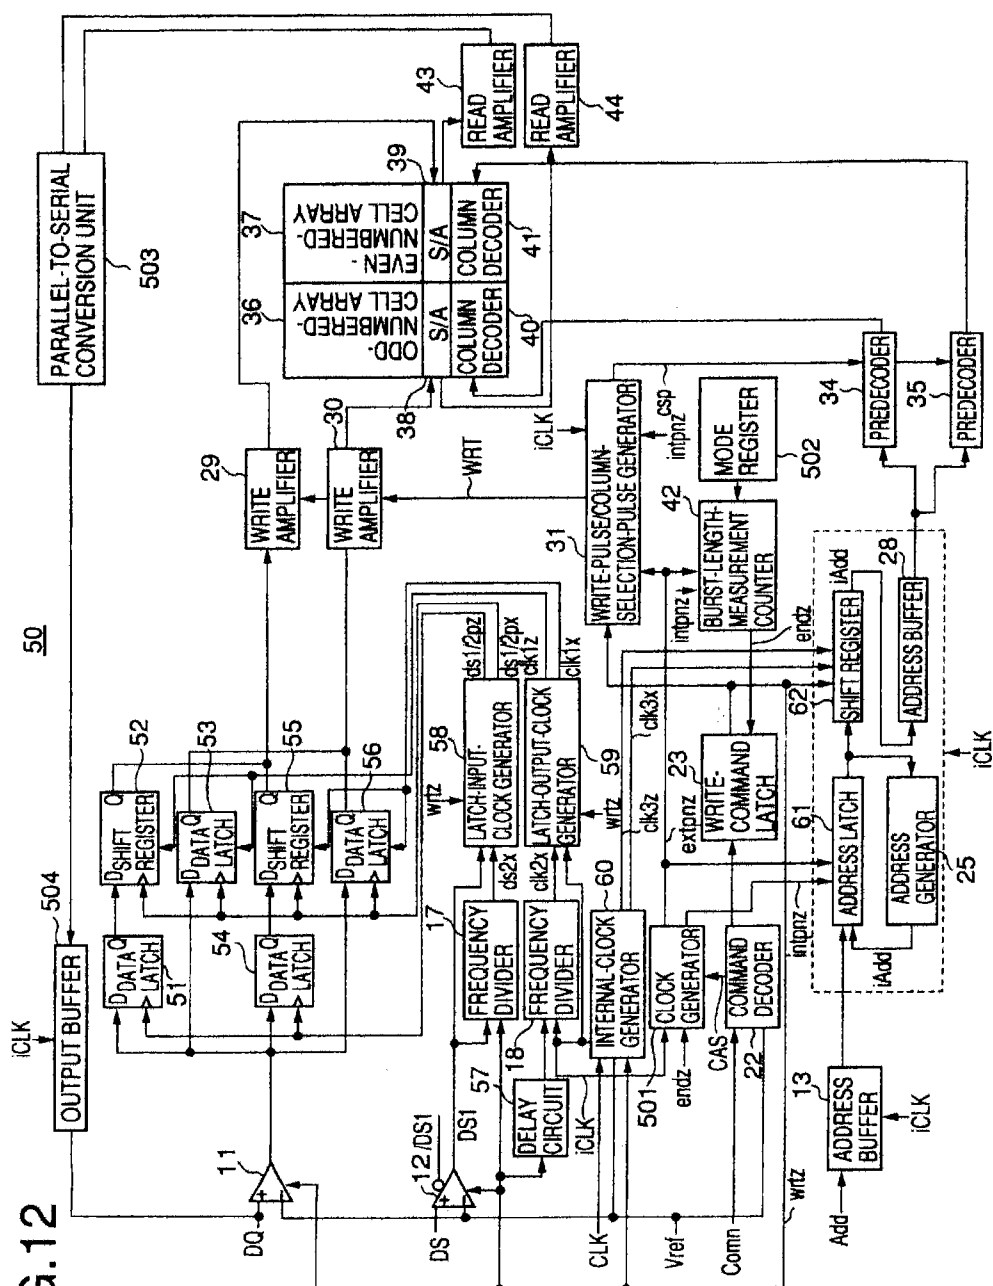 G.12
50
PARALLEL-TO-SERIAL
CONVERSION UNIT
503
43
READ
AMPLIFIER
READ
AMPLIFIER
44
iCLK
OUTPUT BUFFER
504
29
WRITE
AMPLIFIER
30
WRITE
AMPLIFIER
36
37
ODD-
NUMBERED-
CELL ARRAY
EVEN-
NUMBERED-
CELL ARRAY
S/A
S/A
38
39
COLUMN
DECODER
COLUMN
DECODER
40
41
D
Q
DATA
LATCH
51
D
Q
SHIFT
REGISTER
52
D
Q
DATA
LATCH
53
D
Q
DATA
LATCH
54
D
Q
SHIFT
REGISTER
55
D
Q
DATA
LATCH
56
WRT
DQ
11
DS
12
/DS1
DS1
17
FREQUENCY
DIVIDER
ds2x
wrtz
58
LATCH-INPUT-
CLOCK GENERATOR
ds1/2pz
ds1/2px
57
DELAY
CIRCUIT
18
FREQUENCY
DIVIDER
clk2x
LATCH-OUTPUT-CLOCK
GENERATOR
59
wrtz
clk1z
clk1x
iCLK
CLK
INTERNAL-CLOCK
GENERATOR
60
clk3z
clk3x
31
WRITE-PULSE/COLUMN-
SELECTION-PULSE GENERATOR
iCLK
intpnz
csp
501
CLOCK
GENERATOR
endz
extpnz
CAS
Vref
Comn
22
COMMAND
DECODER
23
WRITE-
COMMAND
LATCH
intpnz
42
BURST-LENGTH-
MEASUREMENT
COUNTER
endz
MODE
REGISTER
502
34
PREDECODER
35
PREDECODER
intpnz
wrtz
Add
13
ADDRESS
BUFFER
iCLK
61
ADDRESS LATCH
62
SHIFT REGISTER
iAdd
28
ADDRESS BUFFER
iAdd
ADDRESS
GENERATOR
25
iCLK